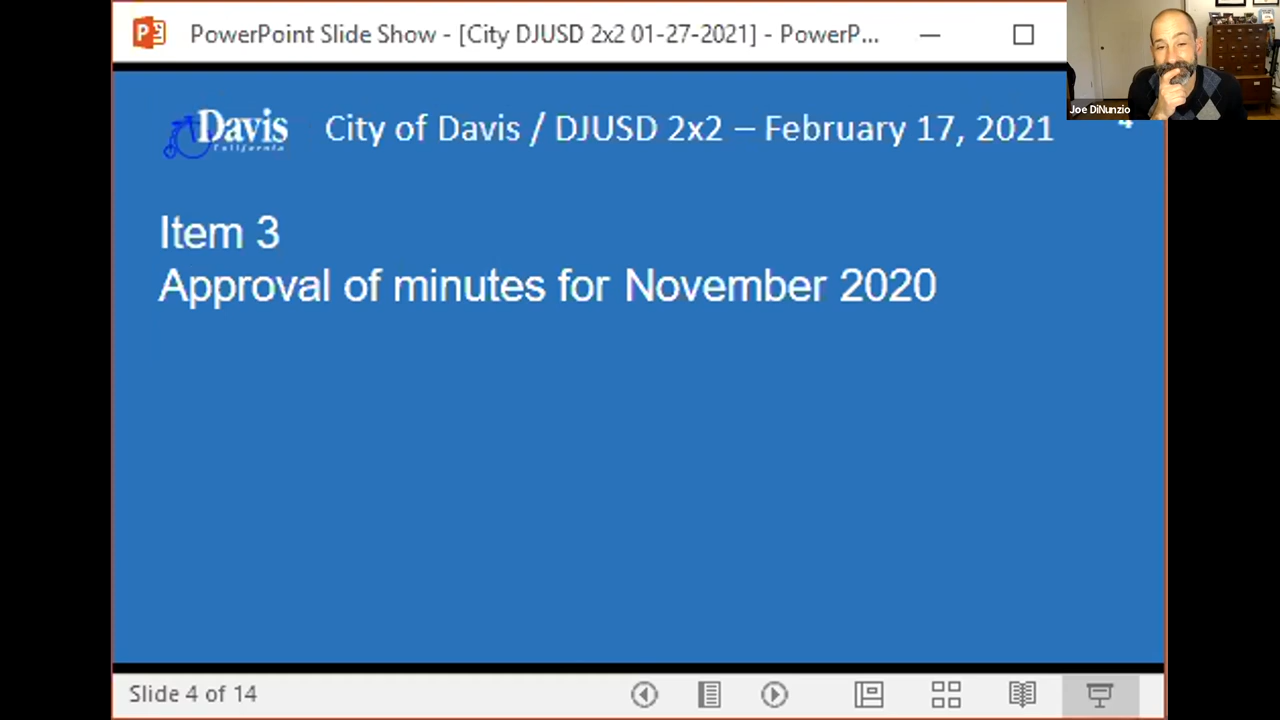 PowerPoint Slide Show - [City DJUSD 2x2 01-27-2021] - PowerP...
Joe DiNunzio
Davis
California
City of Davis / DJUSD 2x2 – February 17, 2021
4
Item 3
Approval of minutes for November 2020
Slide 4 of 14